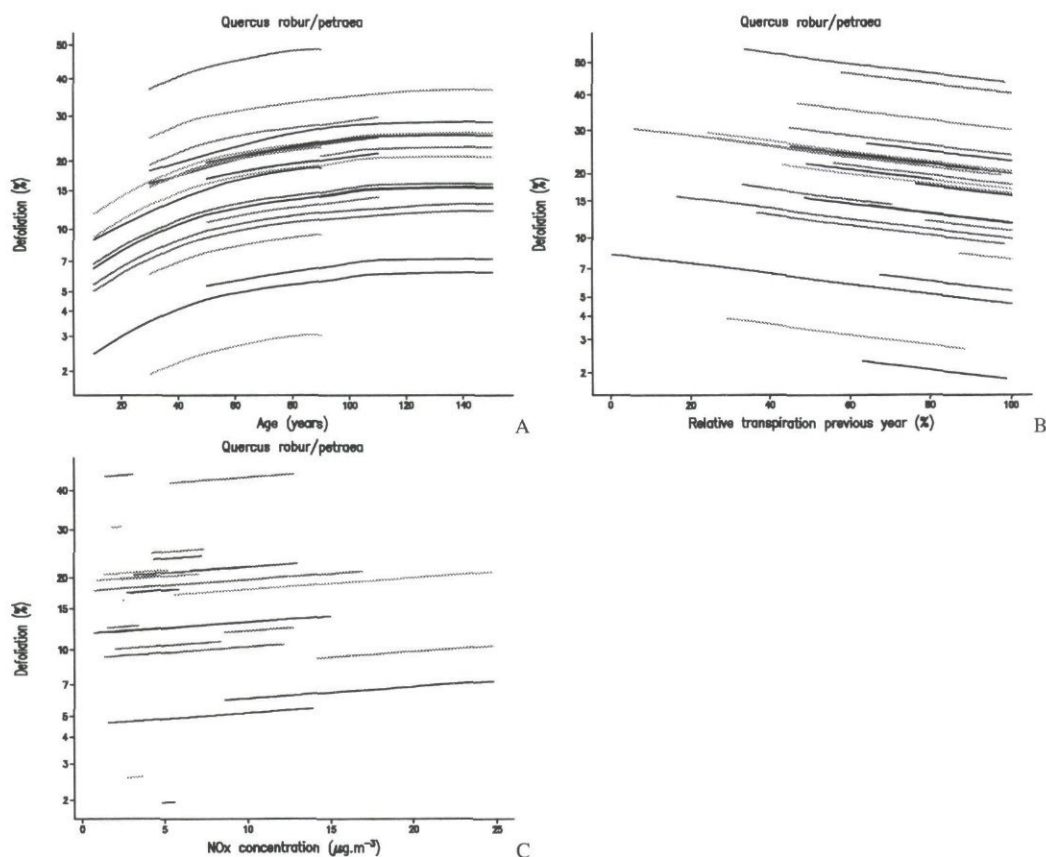 Quercus robur/petraea
Defoliation (%)
50
40
30
20
15
10
7
5
4
3
2
20 40 60 80 100 120 140
Age (years)
A
Quercus robur/petraea
Defoliation (%)
50
40
30
20
15
10
7
5
4
3
2
0 20 40 60 80 100
Relative transpiration previous year (%)
B
Quercus robur/petraea
Defoliation (%)
40
30
20
15
10
7
5
4
3
2
0 5 10 15 20 25
NOx concentration (μg.m⁻³)
C